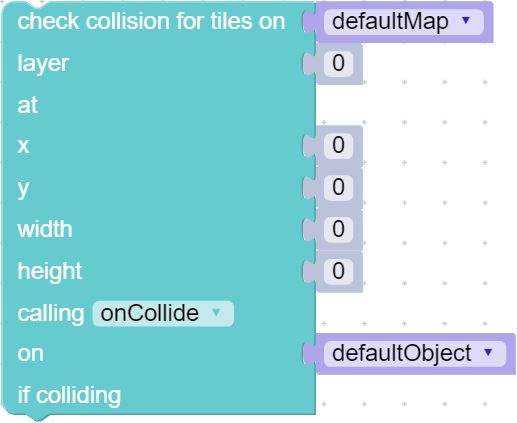 check collision for tiles on defaultMap
layer 0
at
x 0
y 0
width 0
height 0
calling onCollide
on defaultObject
if colliding